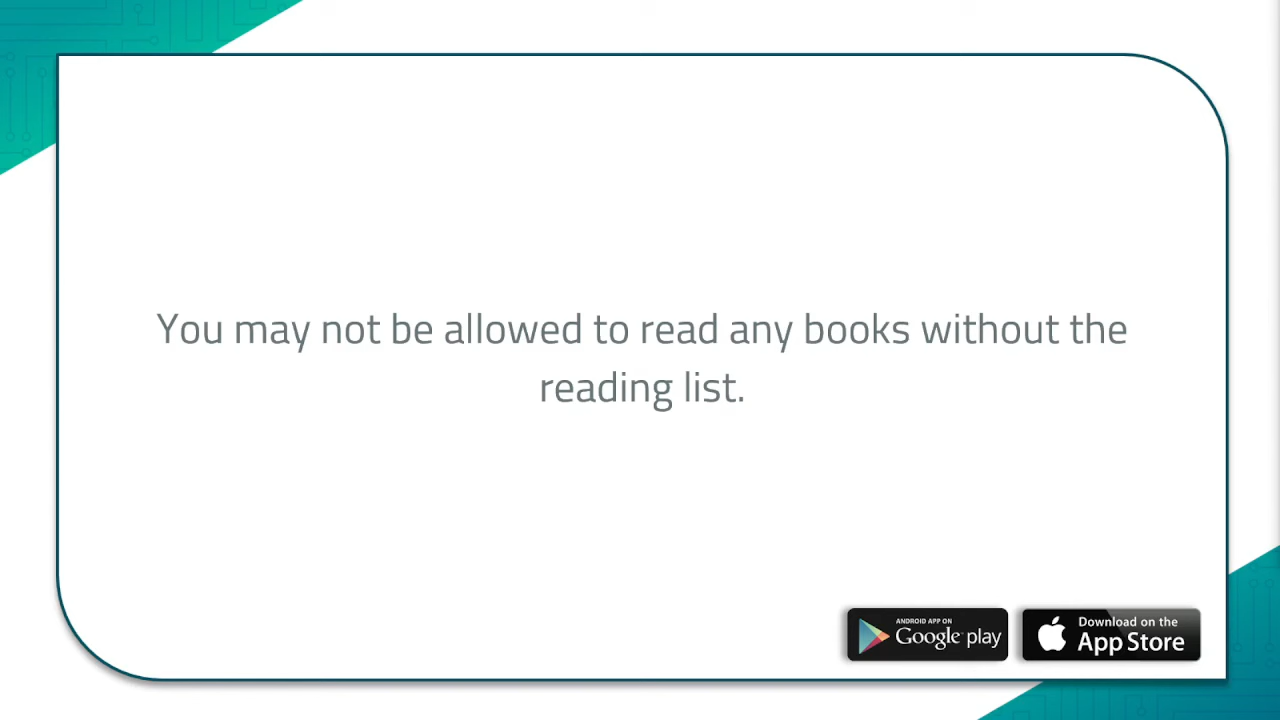 You may not be allowed to read any books without the
reading list.
ANDROID APP ON
Google play
Download on the
App Store